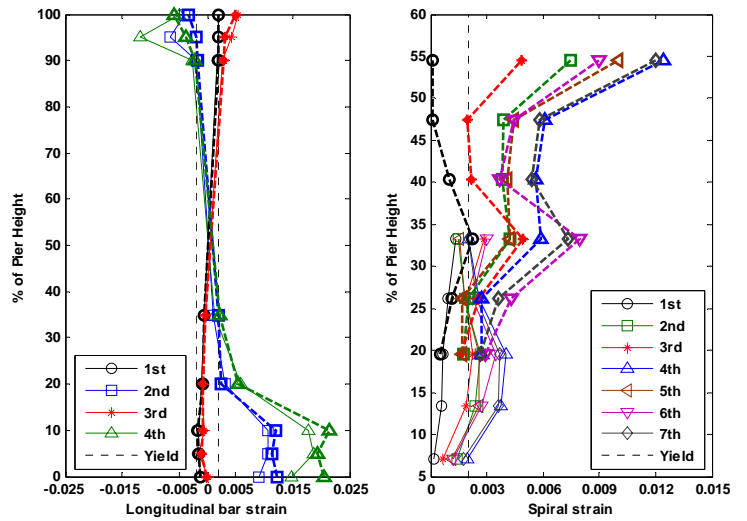 100
90
80
70
60
50
40
30
20
10
0
% of Pier Height
-0.025
-0.015
-0.005
0.005
0.015
0.025
Longitudinal bar strain
1st
2nd
3rd
4th
Yield
60
55
50
45
40
35
30
25
20
15
10
5
% of Pier Height
0
0.003
0.006
0.009
0.012
0.015
Spiral strain
1st
2nd
3rd
4th
5th
6th
7th
Yield